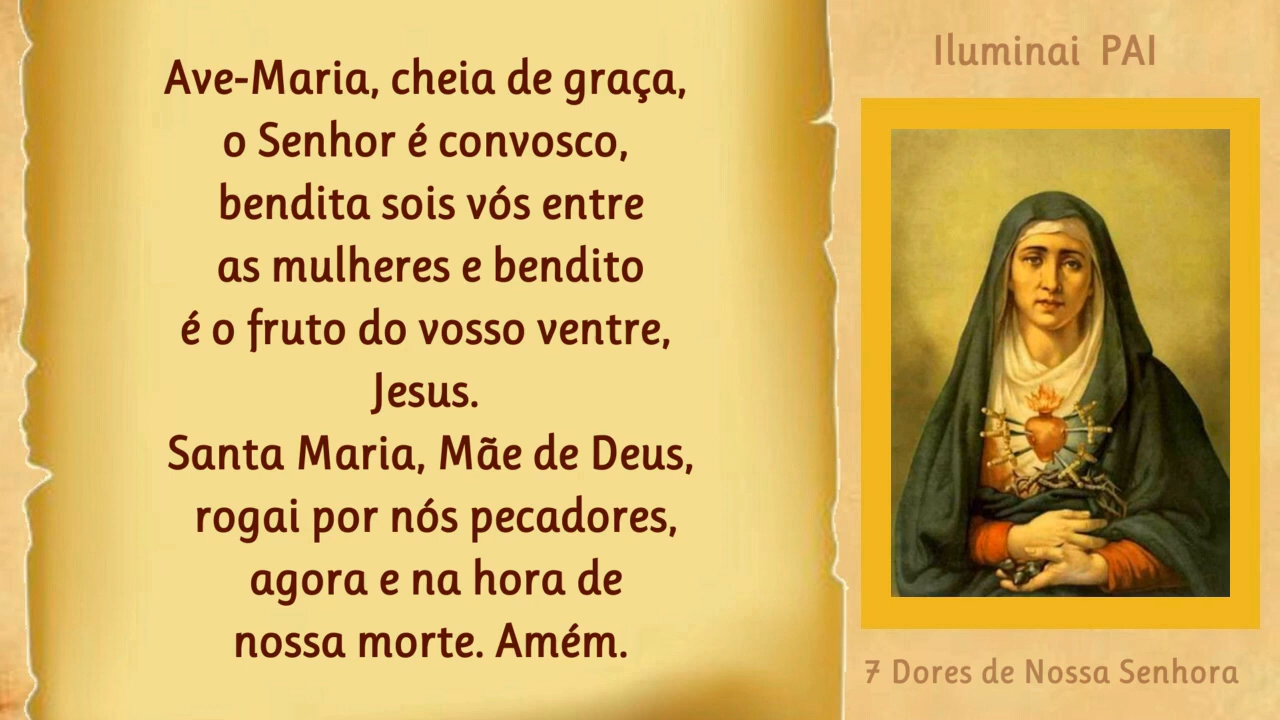 Ave-Maria, cheia de graça,
o Senhor é convosco,
bendita sois vós entre
as mulheres e bendito
é o fruto do vosso ventre,
Jesus.
Santa Maria, Mãe de Deus,
rogai por nós pecadores,
agora e na hora de
nossa morte. Amém.
Iluminai PAI
7 Dores de Nossa Senhora